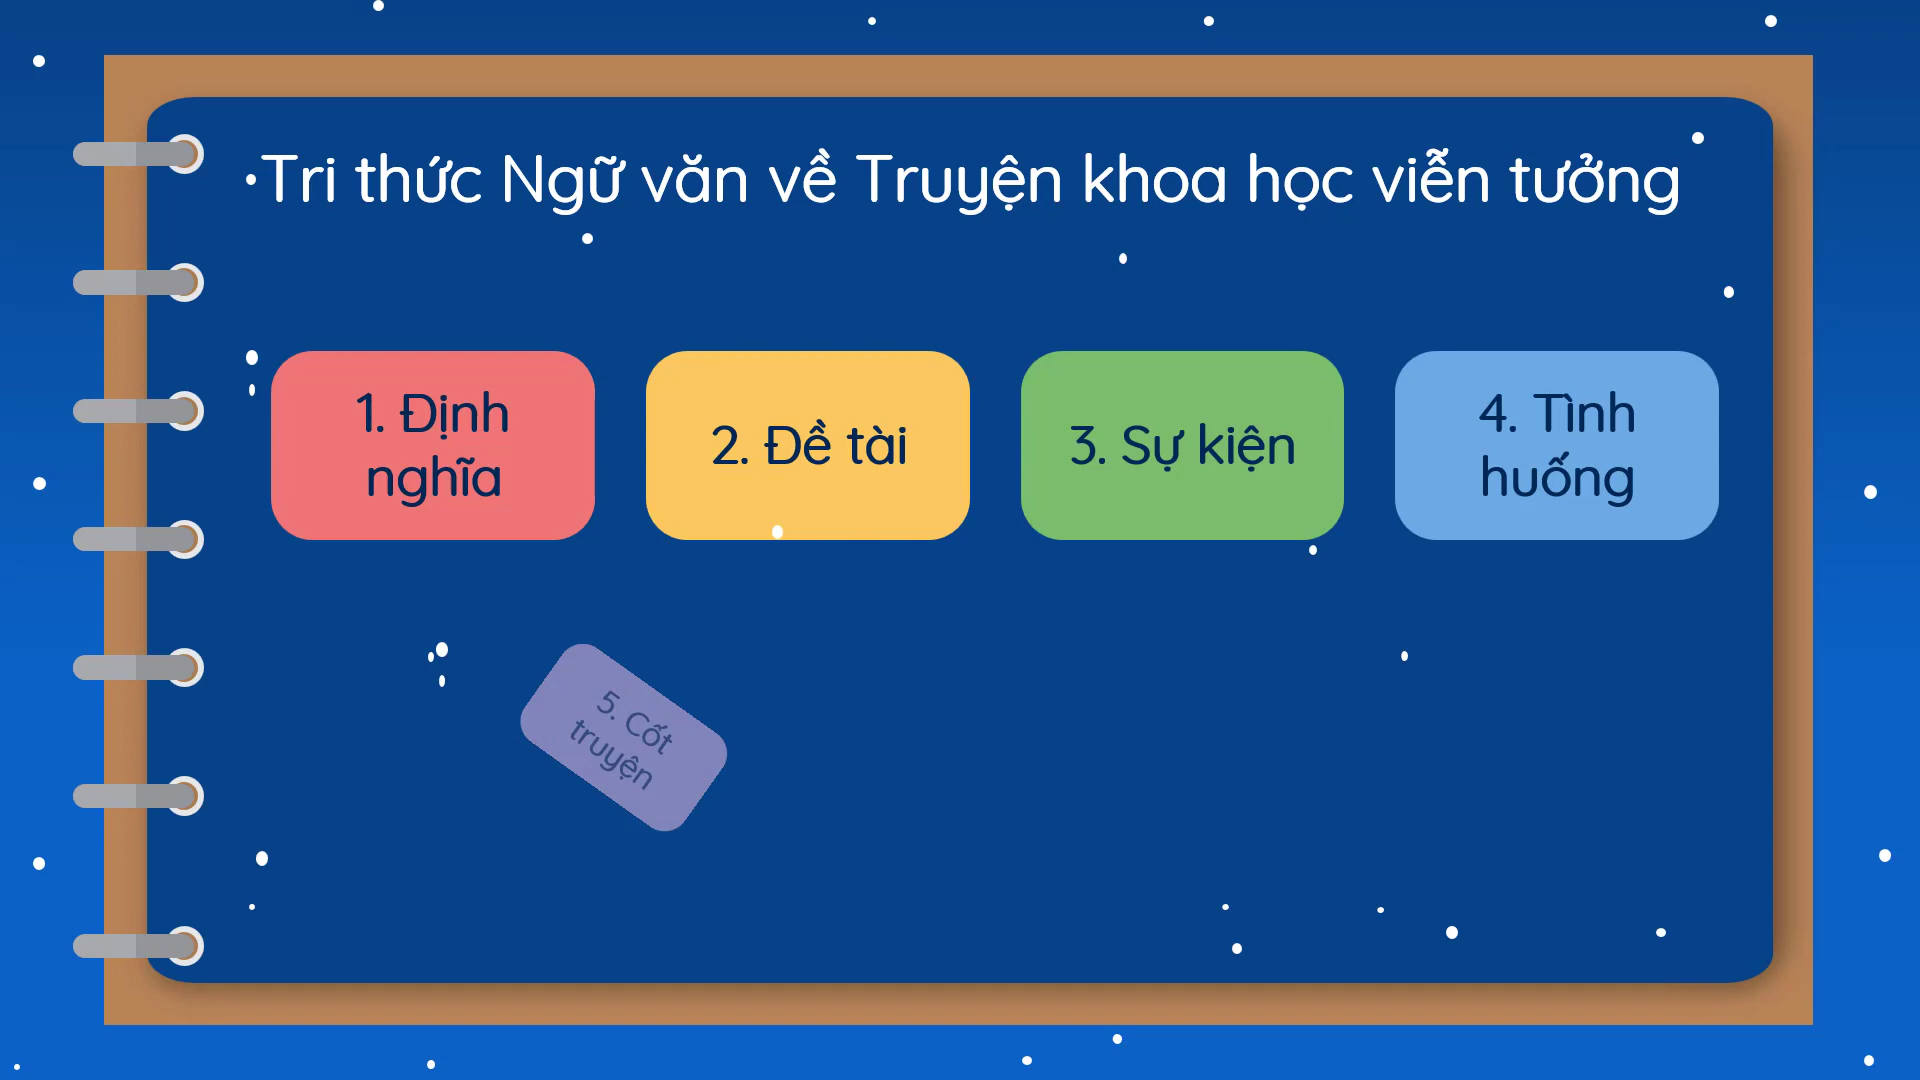 Tri thức Ngữ văn về Truyện khoa học viễn tưởng
1. Định
nghĩa
2. Đề tài
3. Sự kiện
4. Tình
huống
5. Cốt
truyện